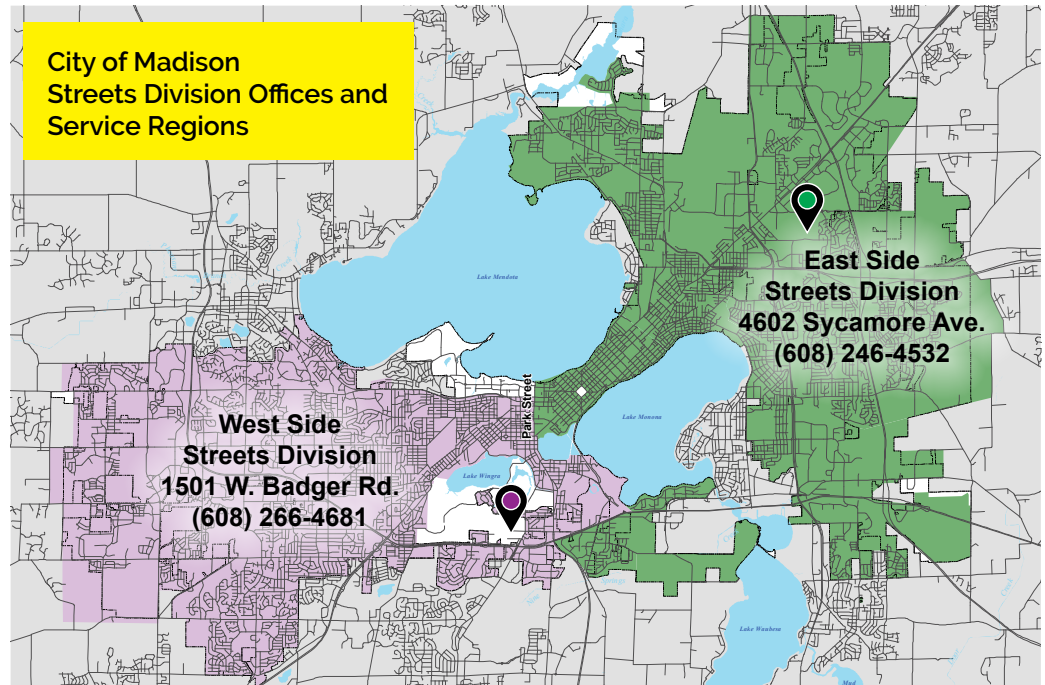 City of Madison
Streets Division Offices and
Service Regions
Lake Mendota
East Side
Streets Division
4602 Sycamore Ave.
(608) 246-4532
Park Street
Lake Monona
West Side
Streets Division
1501 W. Badger Rd.
(608) 266-4681
Lake Wingra
Lake Waubesa
Mud